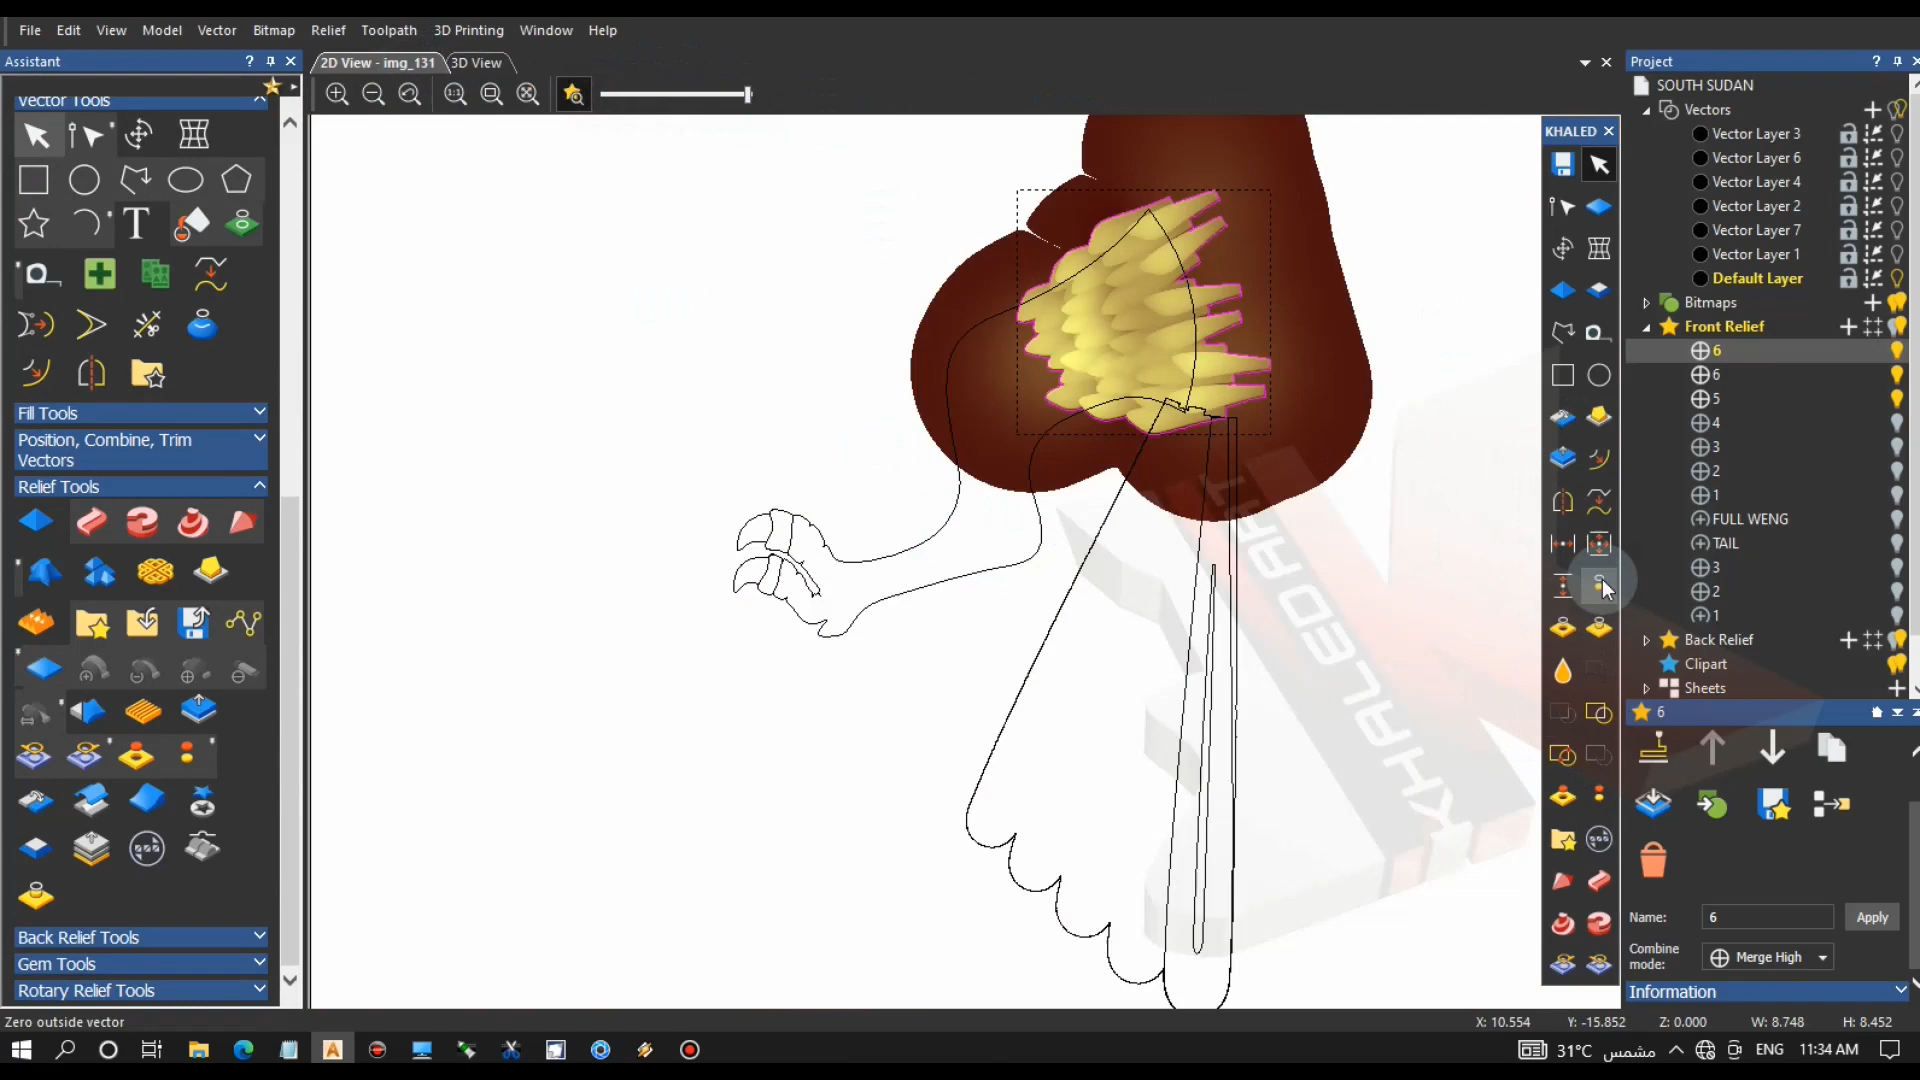 File Edit View Model Vector Bitmap Relief Toolpath 3D Printing Window Help
Assistant ?
2D View - img_131
3D View
Project ?
Vector Tools
SOUTH SUDAN
Vectors
KHALED
Vector Layer 3
Vector Layer 6
Vector Layer 4
Vector Layer 2
Vector Layer 7
Vector Layer 1
Default Layer
Bitmaps
Front Relief
6
6
5
4
3
2
1
FULL WENG
TAIL
3
2
1
Back Relief
Clipart
Sheets
Fill Tools
Position, Combine, Trim
Vectors
Relief Tools
Back Relief Tools
Gem Tools
Rotary Relief Tools
KHALEDART
6
Name: 6 Apply
Combine
mode: Merge High
Information
Zero outside vector
X: 10.554 Y: -15.852 Z: 0.000 W: 8.748 H: 8.452
31°C مشمس ENG 11:34 AM